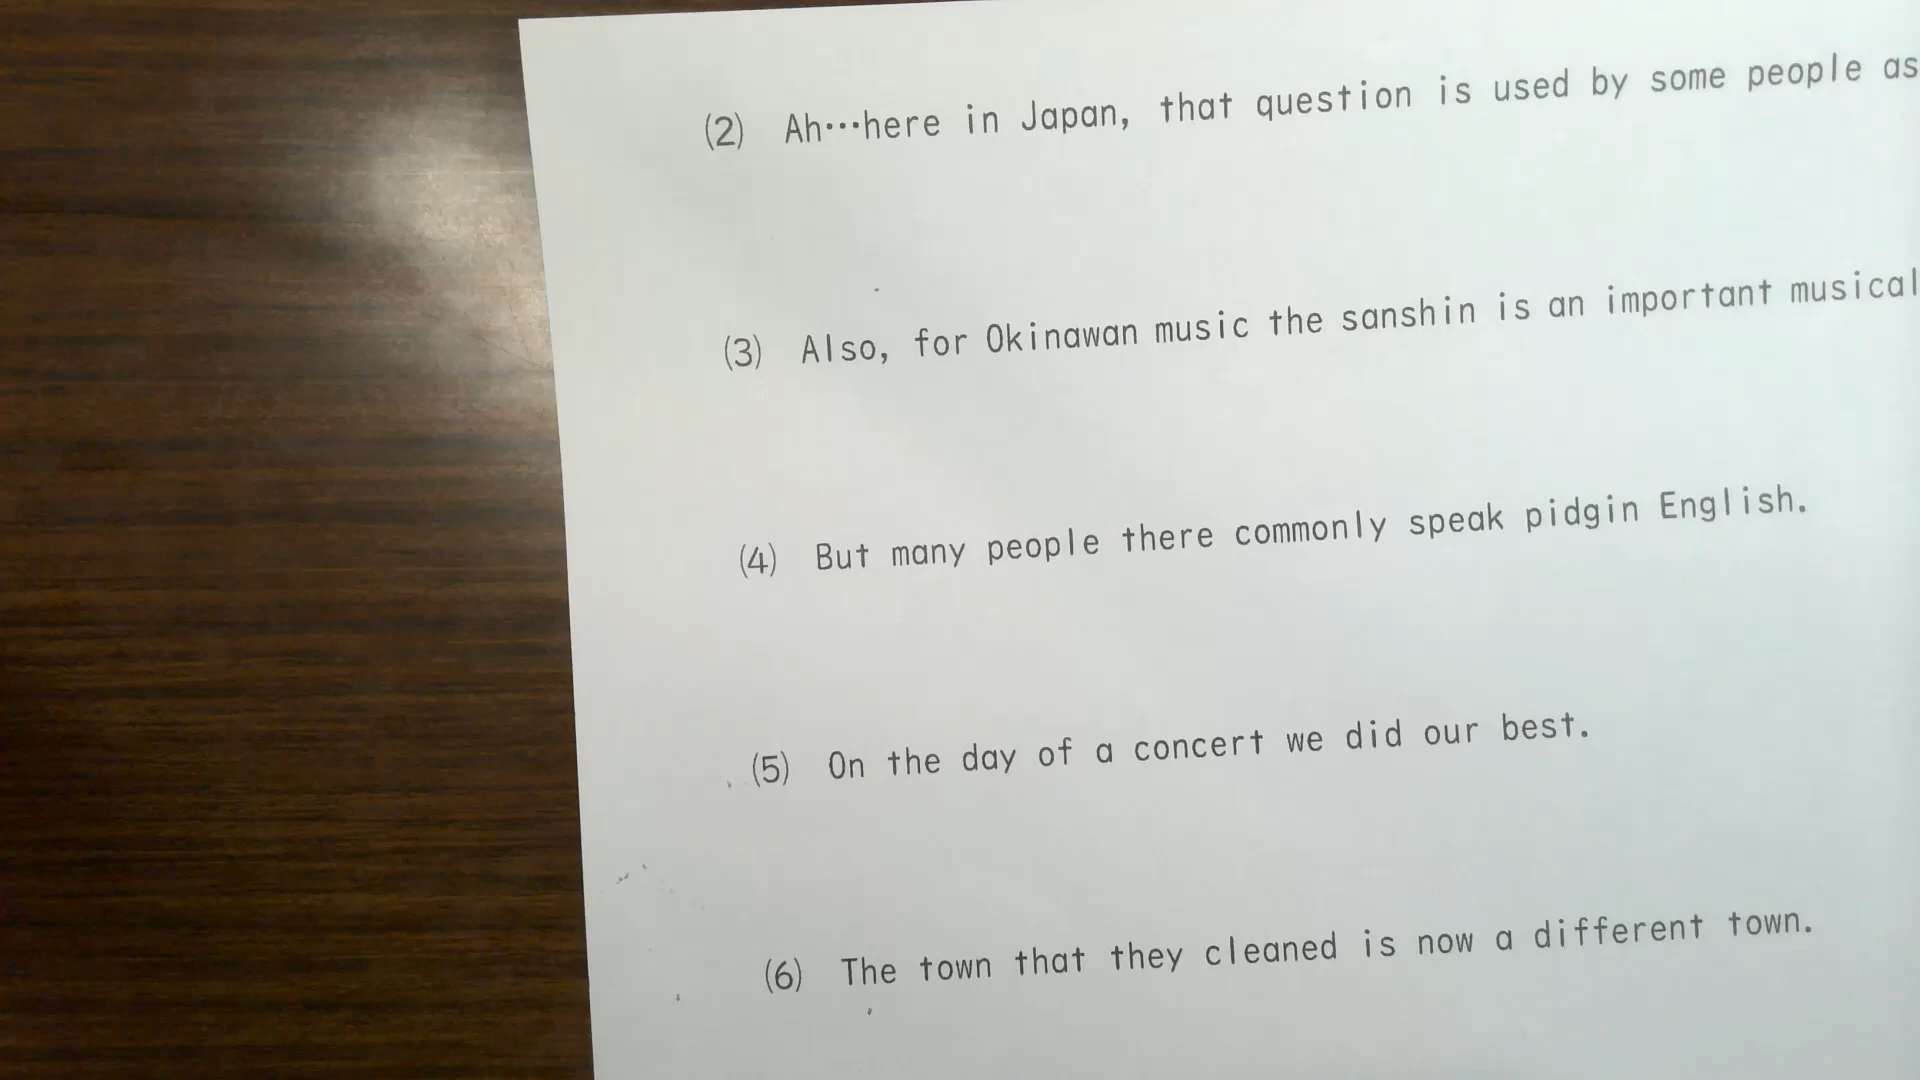 (2) Ah…here in Japan, that question is used by some people as
(3) Also, for Okinawan music the sanshin is an important musical
(4) But many people there commonly speak pidgin English.
(5) On the day of a concert we did our best.
(6) The town that they cleaned is now a different town.